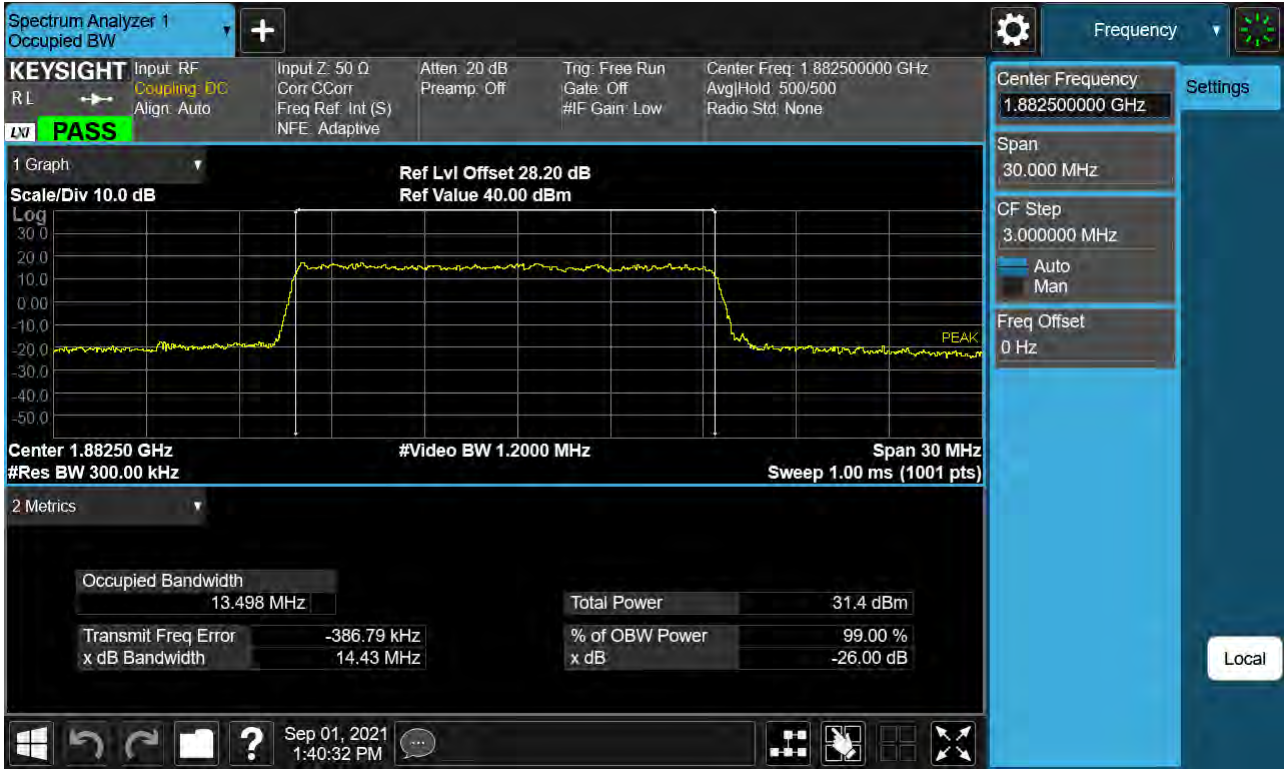 Spectrum Analyzer 1
Occupied BW
+
Frequency
KEYSIGHT
R L
LXI PASS
Input: RF
Coupling: DC
Align: Auto
Input Z: 50 Ω
Corr CCorr
Freq Ref: Int (S)
NFE: Adaptive
Atten: 20 dB
Preamp: Off
Trig: Free Run
Gate: Off
#IF Gain: Low
Center Freq: 1.882500000 GHz
Avg|Hold: 500/500
Radio Std: None
Center Frequency
1.882500000 GHz
Settings
Span
30.000 MHz
CF Step
3.000000 MHz
Auto
Man
Freq Offset
0 Hz
Local
1 Graph
Scale/Div 10.0 dB
Ref Lvl Offset 28.20 dB
Ref Value 40.00 dBm
Log
30.0
20.0
10.0
0.00
-10.0
-20.0
-30.0
-40.0
-50.0
PEAK
Center 1.88250 GHz
#Video BW 1.2000 MHz
Span 30 MHz
#Res BW 300.00 kHz
Sweep 1.00 ms (1001 pts)
2 Metrics
Occupied Bandwidth
13.498 MHz
Total Power 31.4 dBm
Transmit Freq Error -386.79 kHz
% of OBW Power 99.00 %
x dB Bandwidth 14.43 MHz
x dB -26.00 dB
?
Sep 01, 2021
1:40:32 PM